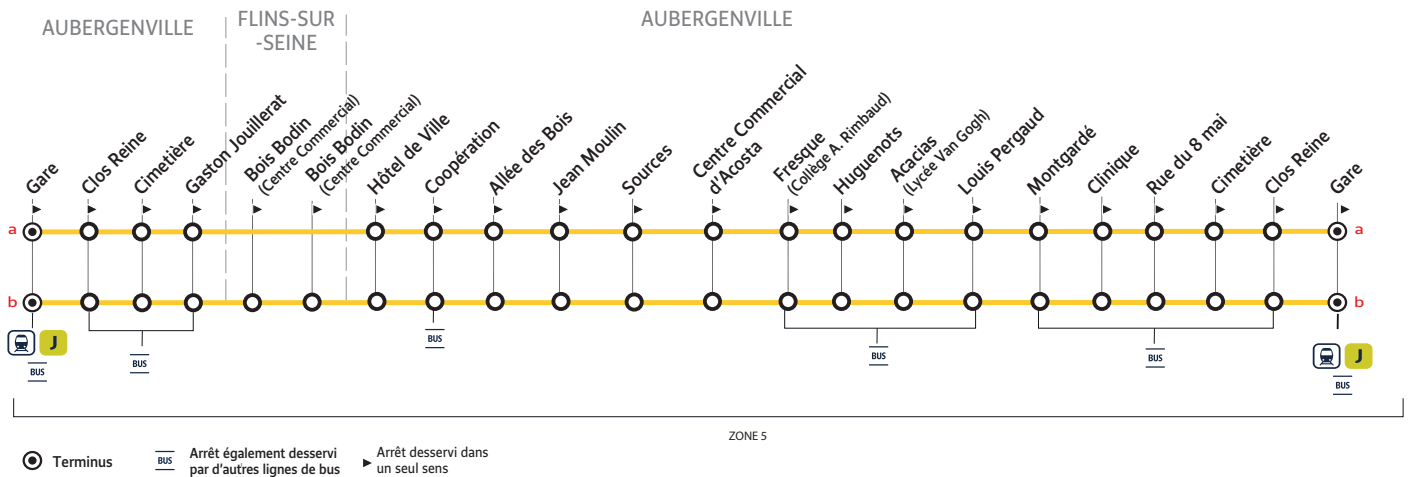 AUBERGENVILLE
FLINS-SUR
-SEINE
AUBERGENVILLE
Gare
Clos Reine
Cimetière
Gaston Jouillerat
Bois Bodin
(Centre Commercial)
Bois Bodin
(Centre Commercial)
Hôtel de Ville
Coopération
Allée des Bois
Jean Moulin
Sources
Centre Commercial
d'Acosta
Fresque
(Collège A. Rimbaud)
Huguenots
Acacias
(Lycée Van Gogh)
Louis Pergaud
Montgardé
Clinique
Rue du 8 mai
Cimetière
Clos Reine
Gare
a
a
b
b
J
BUS
BUS
BUS
BUS
BUS
J
BUS
ZONE 5
Terminus
BUS
Arrêt également desservi
par d'autres lignes de bus
Arrêt desservi dans
un seul sens